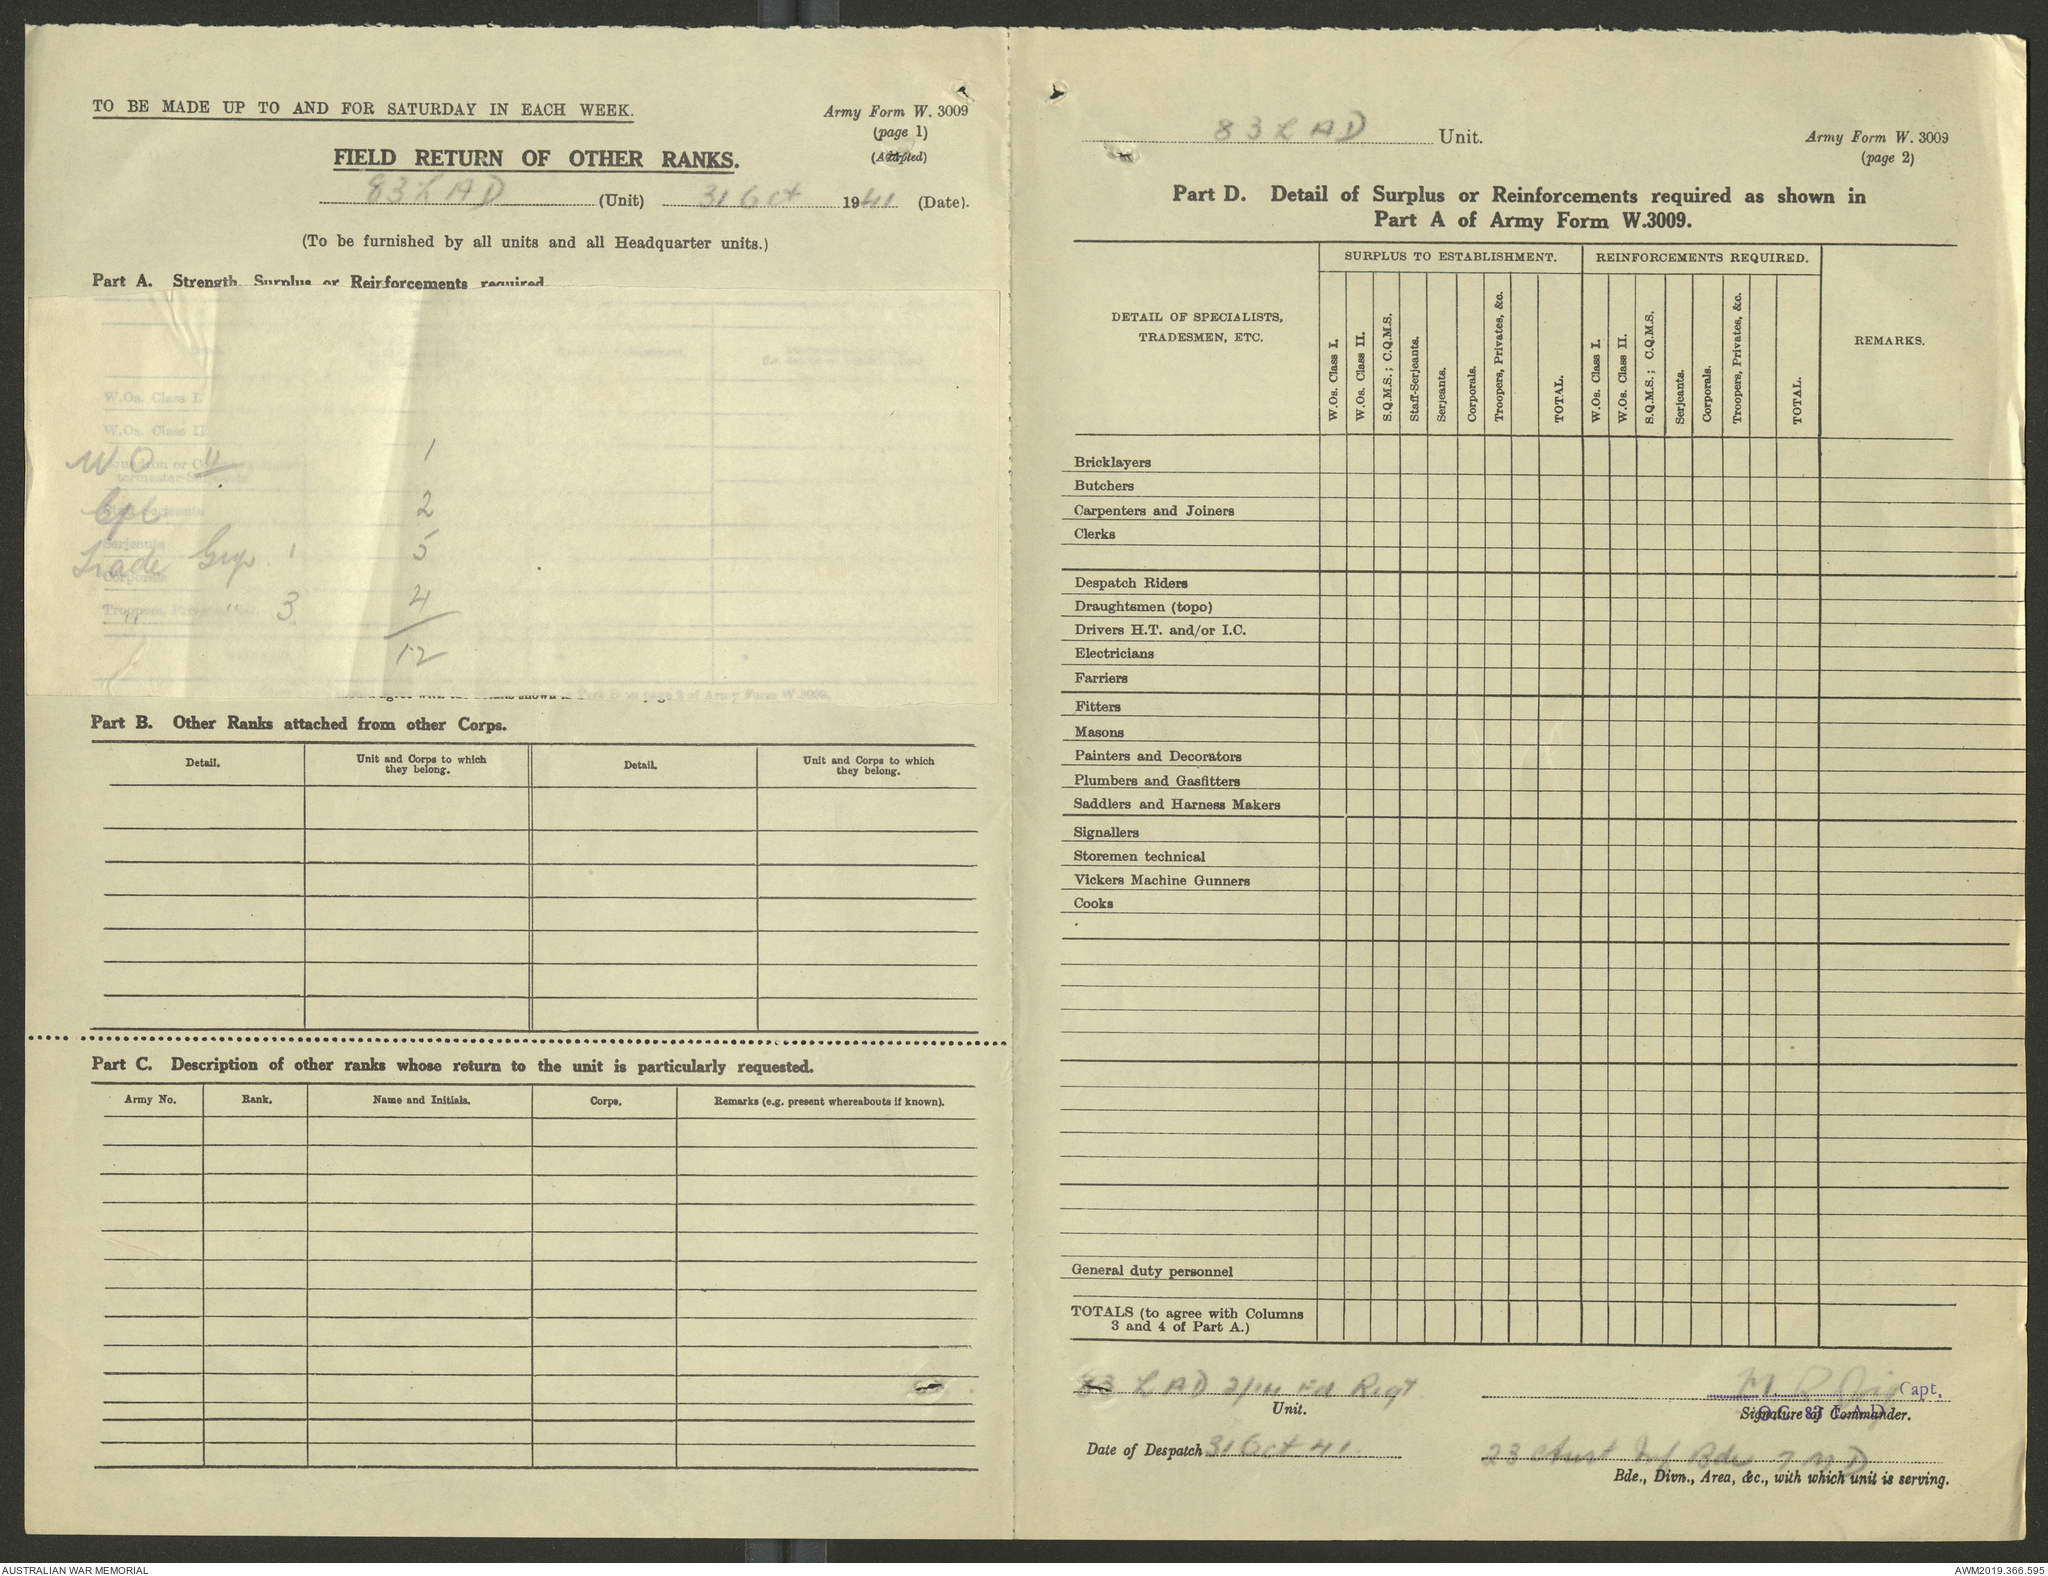 TO BE MADE UP TO AND FOR SATURDAY IN EACH WEEK.
Army Form W. 3009
(page 1)
(Adapted)
FIELD RETURN OF OTHER RANKS.
83 L A D (Unit) 31 Oct 1941 (Date).
(To be furnished by all units and all Headquarter units.)
Part A. Strength, Surplus or Reinforcements required.
W.Os. Class I.
W.Os. Class II
W O II 1
Cpl 2
Serjeants
Trade Grp 1 5
Corporals
" " 3 4
12
Part B. Other Ranks attached from other Corps.
Detail.
Unit and Corps to which
they belong.
Detail.
Unit and Corps to which
they belong.
Part C. Description of other ranks whose return to the unit is particularly requested.
Army No.
Rank.
Name and Initials.
Corps.
Remarks (e.g. present whereabouts if known).
83 L A D Unit.
Army Form W. 3009
(page 2)
Part D. Detail of Surplus or Reinforcements required as shown in
Part A of Army Form W.3009.
DETAIL OF SPECIALISTS,
TRADESMEN, ETC.
SURPLUS TO ESTABLISHMENT.
W.Os. Class I.
W.Os. Class II.
S.Q.M.S.; C.Q.M.S.
Staff-Serjeants.
Serjeants.
Corporals.
Troopers, Privates, &c.
TOTAL.
REINFORCEMENTS REQUIRED.
W.Os. Class I.
W.Os. Class II.
S.Q.M.S.; C.Q.M.S.
Serjeants.
Corporals.
Troopers, Privates, &c.
TOTAL.
REMARKS.
Bricklayers
Butchers
Carpenters and Joiners
Clerks
Despatch Riders
Draughtsmen (topo)
Drivers H.T. and/or I.C.
Electricians
Farriers
Fitters
Masons
Painters and Decorators
Plumbers and Gasfitters
Saddlers and Harness Makers
Signallers
Storemen technical
Vickers Machine Gunners
Cooks
General duty personnel
TOTALS (to agree with Columns
3 and 4 of Part A.)
83 L A D 2/14 Fd Regt
Unit.
Capt.
O.C. 83 L.A.D.
Signature of Commander.
Date of Despatch 31 Oct 41
23 Aust Inf Bde 7 M D
Bde., Divn., Area, &c., with which unit is serving.
AUSTRALIAN WAR MEMORIAL
AWM2019.366.595